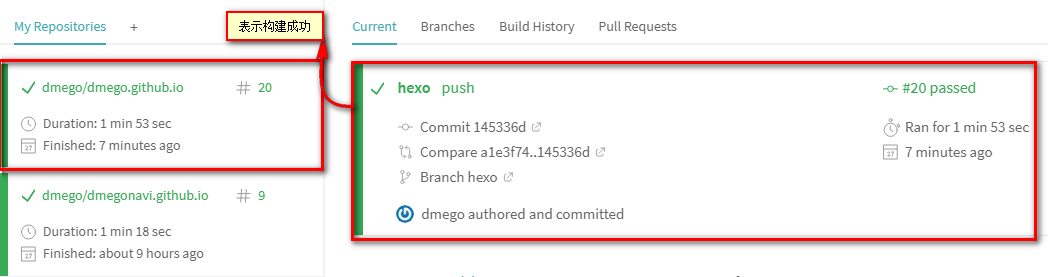 My Repositories +
表示构建成功
Current Branches Build History Pull Requests
dmego/dmego.github.io # 20
Duration: 1 min 53 sec
27 Finished: 7 minutes ago
dmego/dmegonavi.github.io # 9
Duration: 1 min 18 sec
27 Finished: about 9 hours ago
hexo push #20 passed
Commit 145336d Ran for 1 min 53 sec
Compare a1e3f74..145336d 27 7 minutes ago
Branch hexo
dmego authored and committed